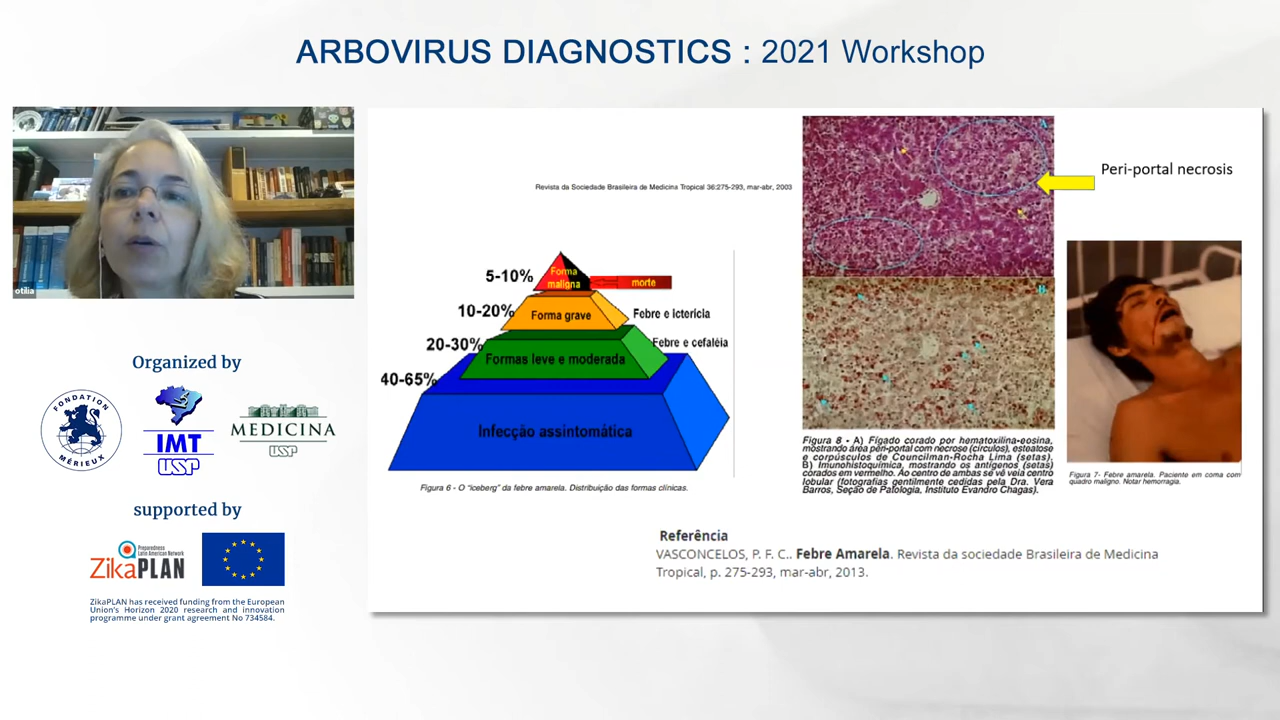 ARBOVIRUS DIAGNOSTICS : 2021 Workshop
otilia
Organized by
FONDATION
MÉRIEUX
IMT
USP
MEDICINA
USP
supported by
Preparedness
Latin American Network
ZikaPLAN
ZikaPLAN has received funding from the European
Union's Horizon 2020 research and innovation
programme under grant agreement No 734584.
Revista da Sociedade Brasileira de Medicina Tropical 36:275-293, mar-abr, 2003
5-10%
Forma
maligna
morte
10-20%
Forma grave
Febre e Icterícia
20-30%
Formas leve e moderada
Febre e cefaléia
40-65%
Infecção assintomática
Figura 6 - O "iceberg" da febre amarela. Distribuição das formas clínicas.
A
B
Peri-portal necrosis
Figura 8 - A) Fígado corado por hematoxilina-eosina,
mostrando área peri-portal com necrose (círculos), esteatose
e corpúsculos de Councilman-Rocha Lima (setas).
B) Imunohistoquímica, mostrando os antígenos (setas)
corados em vermelho. Ao centro de ambas se vê veia centro
lobular (fotografias gentilmente cedidas pela Dra. Vera
Barros, Seção de Patologia, Instituto Evandro Chagas).
Figura 7- Febre amarela. Paciente em coma com
quadro maligno. Notar hemorragia.
Referência
VASCONCELOS, P. F. C.. Febre Amarela. Revista da sociedade Brasileira de Medicina
Tropical, p. 275-293, mar-abr, 2013.